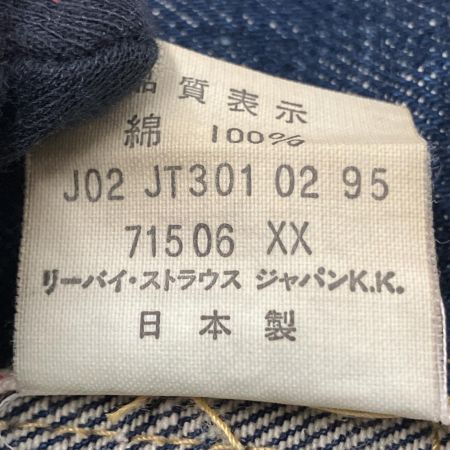 品質表示
綿 100%
J02 JT301 02 95
71506 XX
リーバイ・ストラウス ジャパンK.K.
日本製